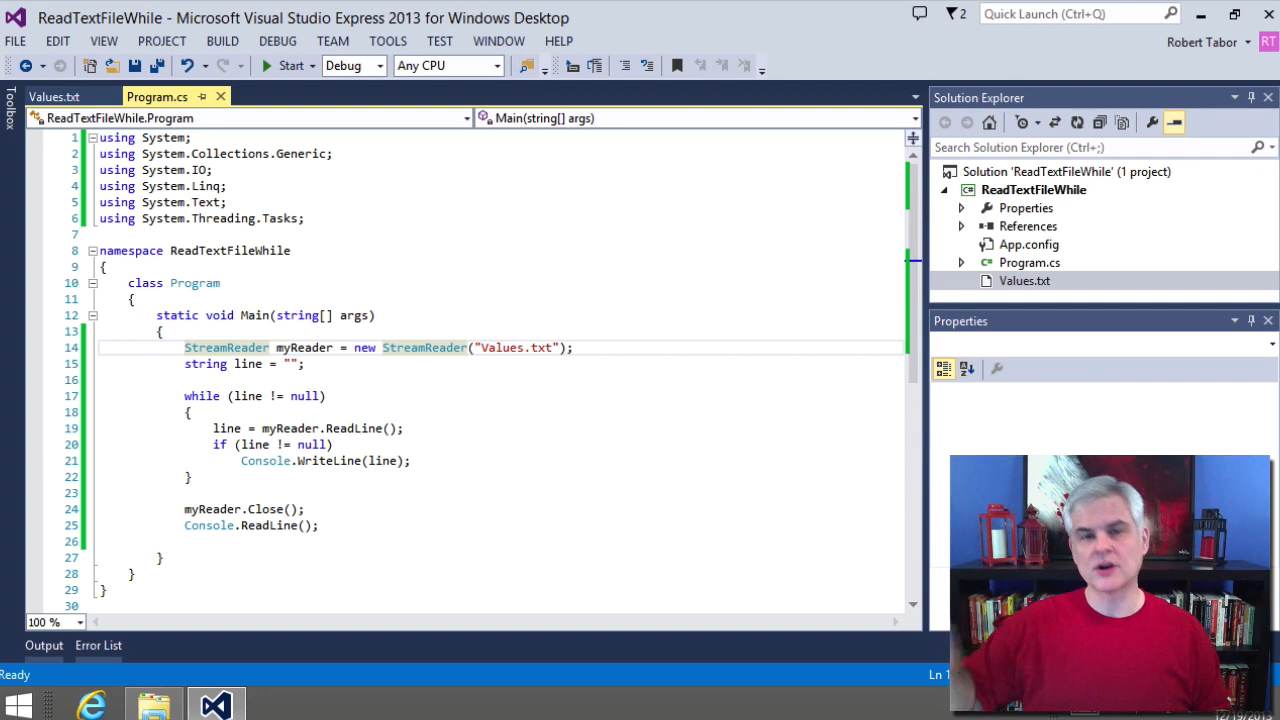 ReadTextFileWhile - Microsoft Visual Studio Express 2013 for Windows Desktop
2
Quick Launch (Ctrl+Q)
FILE EDIT VIEW PROJECT BUILD DEBUG TEAM TOOLS TEST WINDOW HELP
Robert Tabor
RT
Start
Debug
Any CPU
Toolbox
Values.txt
Program.cs
ReadTextFileWhile.Program
Main(string[] args)
1 using System;
2 using System.Collections.Generic;
3 using System.IO;
4 using System.Linq;
5 using System.Text;
6 using System.Threading.Tasks;
7
8 namespace ReadTextFileWhile
9 {
10 class Program
11 {
12 static void Main(string[] args)
13 {
14 StreamReader myReader = new StreamReader("Values.txt");
15 string line = "";
16
17 while (line != null)
18 {
19 line = myReader.ReadLine();
20 if (line != null)
21 Console.WriteLine(line);
22 }
23
24 myReader.Close();
25 Console.ReadLine();
26
27 }
28 }
29 }
30
100 %
Solution Explorer
Search Solution Explorer (Ctrl+;)
Solution 'ReadTextFileWhile' (1 project)
ReadTextFileWhile
Properties
References
App.config
Program.cs
Values.txt
Properties
Output
Error List
Ready
Ln 1
12/19/2013